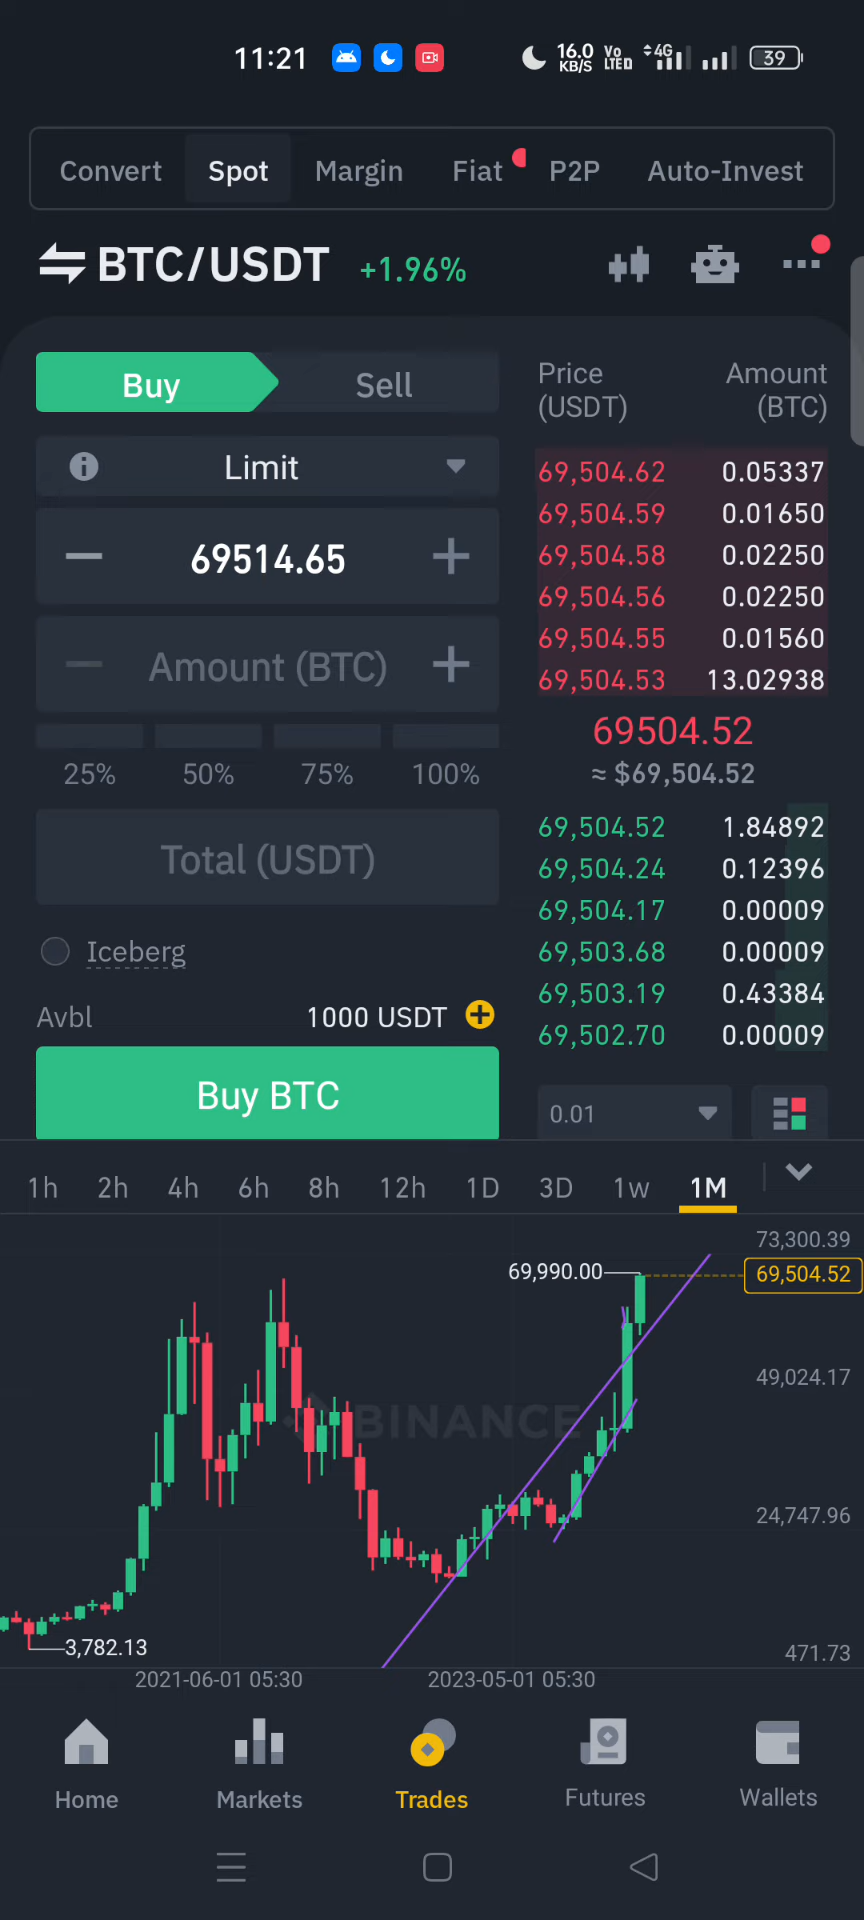 11:21 16.0 KB/S Vo LTED 4G 39
Convert Spot Margin Fiat P2P Auto-Invest
BTC/USDT +1.96%
Buy Sell
Price (USDT) Amount (BTC)
Limit
69514.65
Amount (BTC)
25% 50% 75% 100%
Total (USDT)
Iceberg
Avbl 1000 USDT
Buy BTC
69,504.62 0.05337
69,504.59 0.01650
69,504.58 0.02250
69,504.56 0.02250
69,504.55 0.01560
69,504.53 13.02938
69504.52
≈ $69,504.52
69,504.52 1.84892
69,504.24 0.12396
69,504.17 0.00009
69,503.68 0.00009
69,503.19 0.43384
69,502.70 0.00009
0.01
1h 2h 4h 6h 8h 12h 1D 3D 1w 1M
73,300.39
69,990.00 69,504.52
49,024.17
BINANCE
24,747.96
3,782.13 471.73
2021-06-01 05:30 2023-05-01 05:30
Home Markets Trades Futures Wallets